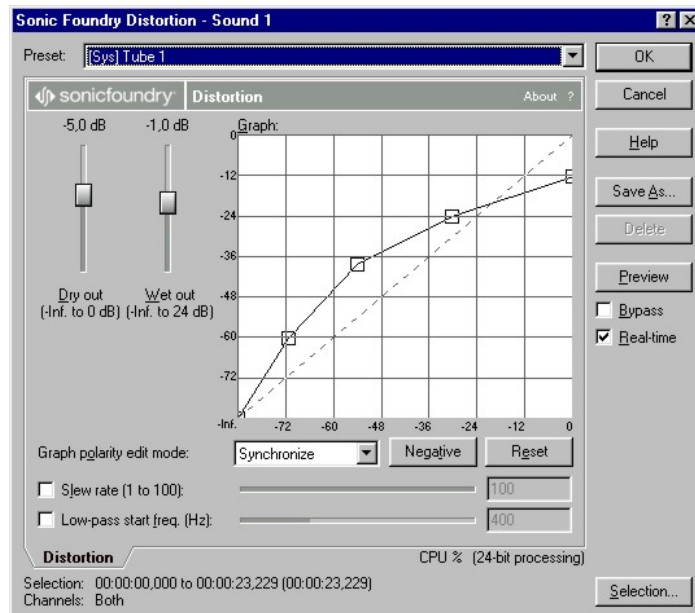 Sonic Foundry Distortion - Sound 1
Preset: [Sys] Tube 1
OK
sonicfoundry Distortion About ?
Cancel
-5,0 dB -1,0 dB Graph:
Help
0
-12
-24
-36
-48
-60
-72
-Inf. -72 -60 -48 -36 -24 -12 0
Dry out Wet out
(-Inf. to 0 dB) (-Inf. to 24 dB)
Save As...
Delete
Preview
Bypass
Real-time
Graph polarity edit mode: Synchronize Negative Reset
Slew rate (1 to 100): 100
Low-pass start freq. (Hz): 400
Distortion CPU % (24-bit processing)
Selection: 00:00:00,000 to 00:00:23,229 (00:00:23,229)
Channels: Both
Selection...